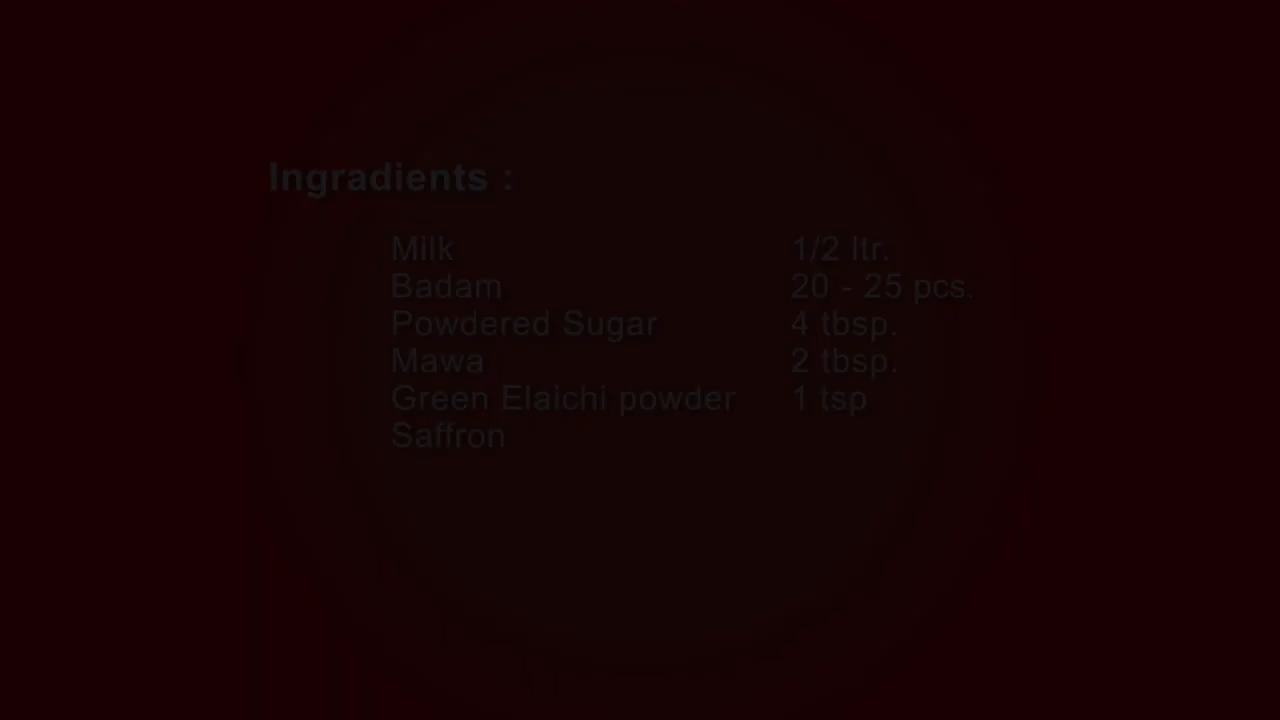 Ingradients :
Milk 1/2 ltr.
Badam 20 - 25 pcs.
Powdered Sugar 4 tbsp.
Mawa 2 tbsp.
Green Elaichi powder 1 tsp
Saffron